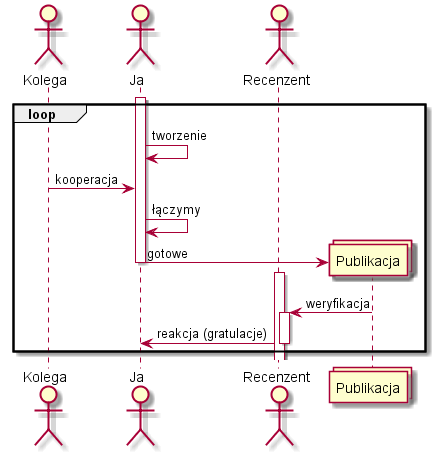 Kolega
Ja
Recenzent
loop
tworzenie
kooperacja
łączymy
gotowe
Publikacja
weryfikacja
reakcja (gratulacje)
Kolega
Ja
Recenzent
Publikacja